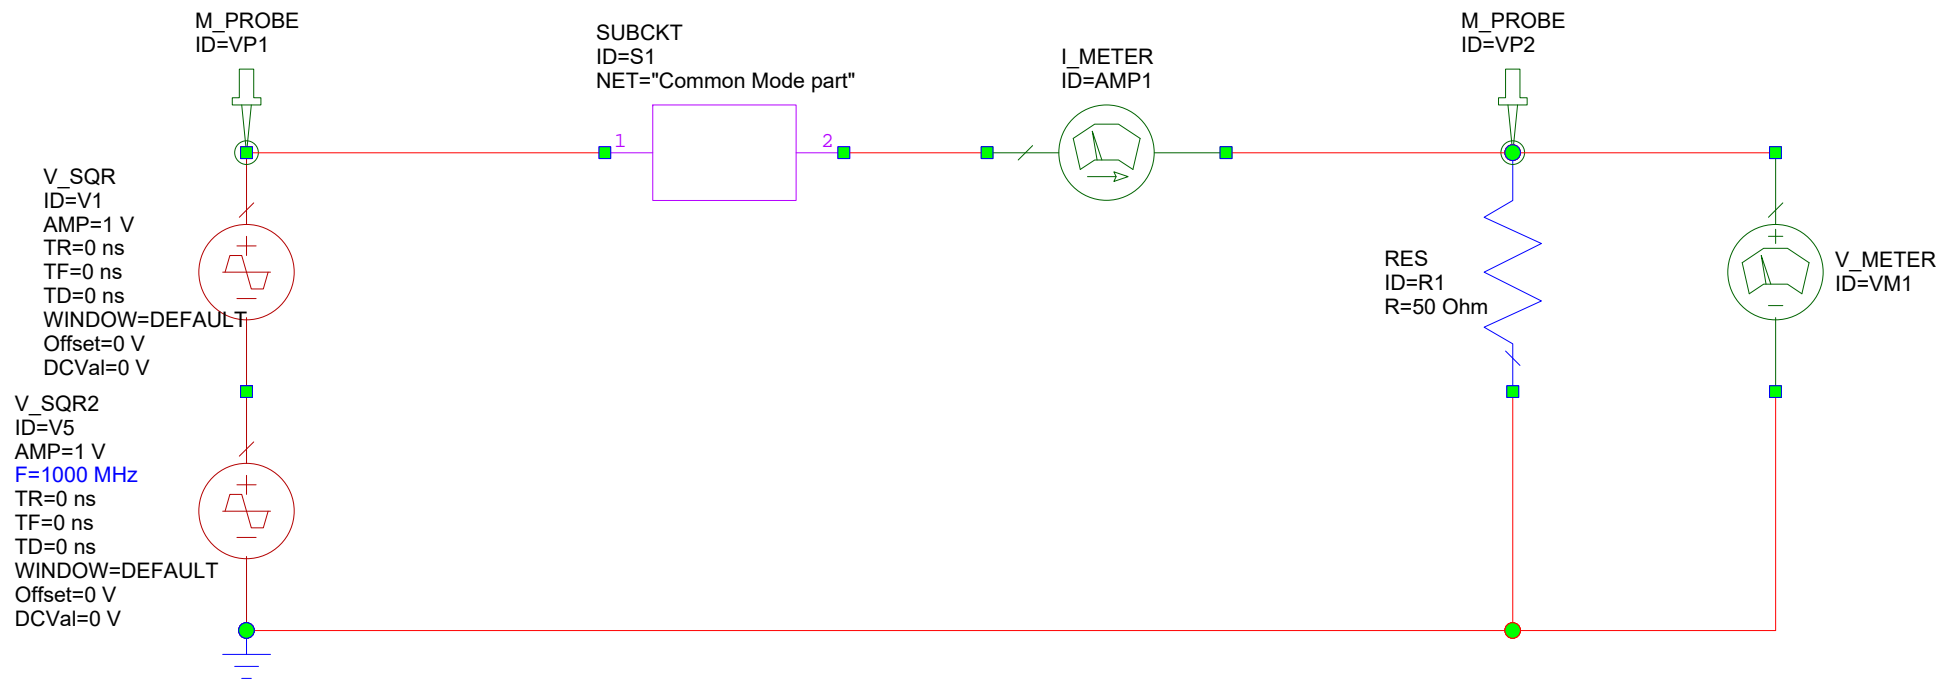 M_PROBE
ID=VP1
SUBCKT
ID=S1
NET="Common Mode part"
I_METER
ID=AMP1
M_PROBE
ID=VP2
1
2
V_SQR
ID=V1
AMP=1 V
TR=0 ns
TF=0 ns
TD=0 ns
WINDOW=DEFAULT
Offset=0 V
DCVal=0 V
RES
ID=R1
R=50 Ohm
V_METER
ID=VM1
V_SQR2
ID=V5
AMP=1 V
F=1000 MHz
TR=0 ns
TF=0 ns
TD=0 ns
WINDOW=DEFAULT
Offset=0 V
DCVal=0 V